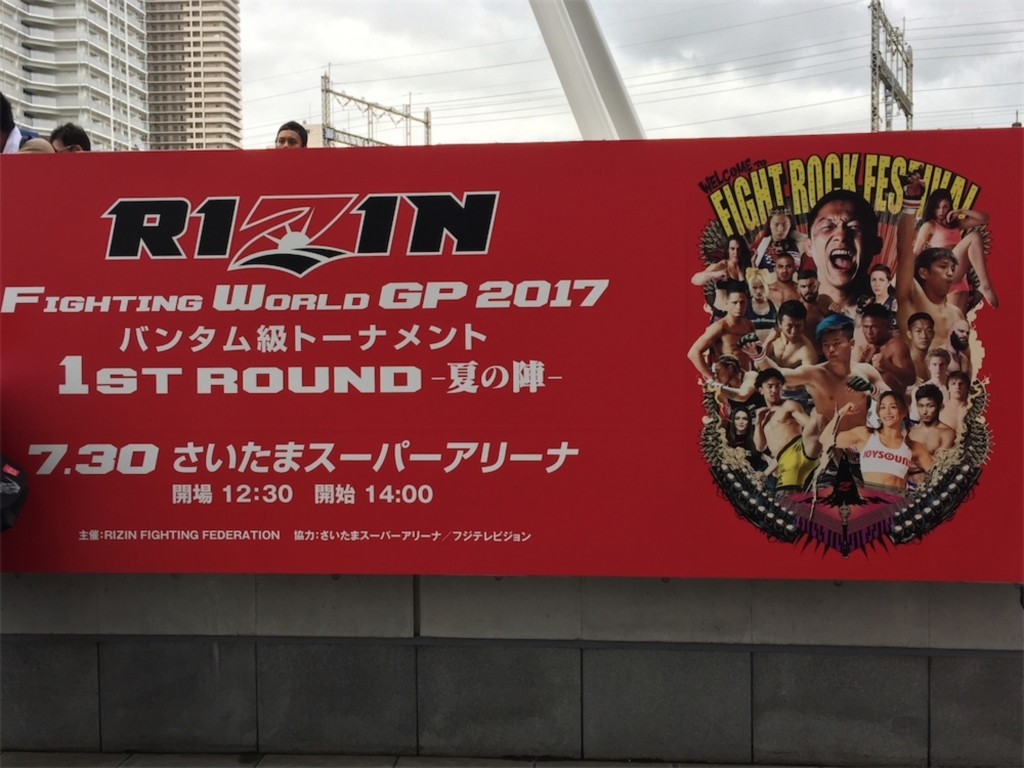 RIZIN
FIGHTING WORLD GP 2017
バンタム級トーナメント
1ST ROUND -夏の陣-
7.30 さいたまスーパーアリーナ
開場 12:30 開始 14:00
主催:RIZIN FIGHTING FEDERATION 協力:さいたまスーパーアリーナ/フジテレビジョン
WELCOME TO
FIGHT ROCK FESTIVAL
JOYSOUND